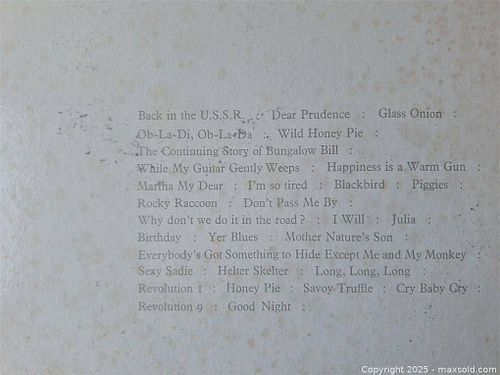 Back in the U.S.S.R. : Dear Prudence : Glass Onion :
Ob-La-Di, Ob-La-Da : Wild Honey Pie :
The Continuing Story of Bungalow Bill :
While My Guitar Gently Weeps : Happiness is a Warm Gun :
Martha My Dear : I'm so tired : Blackbird : Piggies :
Rocky Raccoon : Don't Pass Me By :
Why don't we do it in the road ? : I Will : Julia :
Birthday : Yer Blues : Mother Nature's Son :
Everybody's Got Something to Hide Except Me and My Monkey :
Sexy Sadie : Helter Skelter : Long, Long, Long :
Revolution 1 : Honey Pie : Savoy Truffle : Cry Baby Cry :
Revolution 9 : Good Night :
Copyright 2025 - maxsold.com